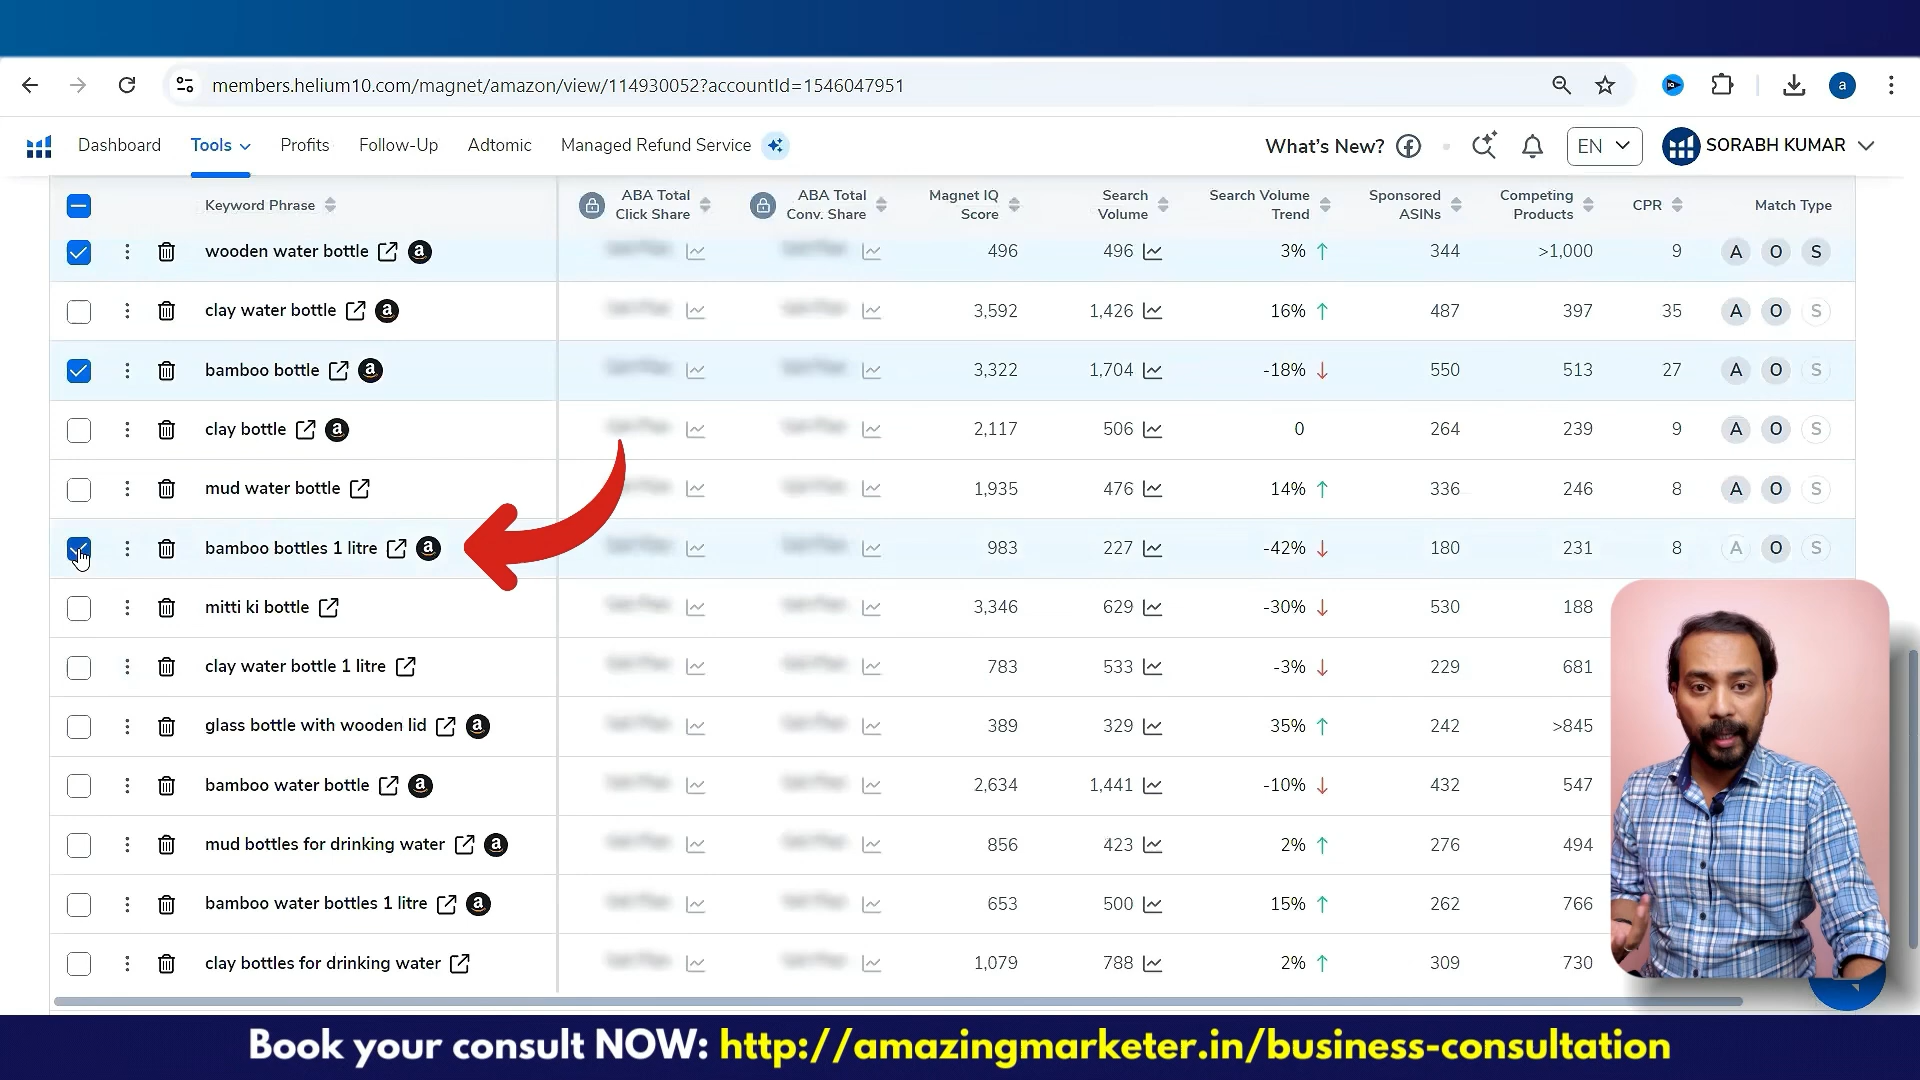 members.helium10.com/magnet/amazon/view/114930052?accountId=1546047951
Dashboard Tools Profits Follow-Up Adtomic Managed Refund Service What's New? EN SORABH KUMAR
Keyword Phrase ABA Total Click Share ABA Total Conv. Share Magnet IQ Score Search Volume Search Volume Trend Sponsored ASINs Competing Products CPR Match Type
wooden water bottle 496 496 3% 344 >1,000 9 A O S
clay water bottle 3,592 1,426 16% 487 397 35 A O S
bamboo bottle 3,322 1,704 -18% 550 513 27 A O S
clay bottle 2,117 506 0 264 239 9 A O S
mud water bottle 1,935 476 14% 336 246 8 A O S
bamboo bottles 1 litre 983 227 -42% 180 231 8 A O S
mitti ki bottle 3,346 629 -30% 530 188
clay water bottle 1 litre 783 533 -3% 229 681
glass bottle with wooden lid 389 329 35% 242 >845
bamboo water bottle 2,634 1,441 -10% 432 547
mud bottles for drinking water 856 423 2% 276 494
bamboo water bottles 1 litre 653 500 15% 262 766
clay bottles for drinking water 1,079 788 2% 309 730
Book your consult NOW: http://amazingmarketer.in/business-consultation